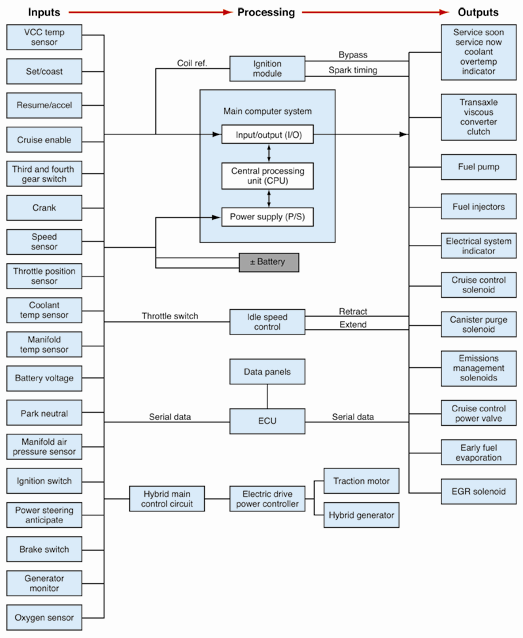 Inputs
Processing
Outputs
VCC temp
sensor
Set/coast
Resume/accel
Cruise enable
Third and fourth
gear switch
Crank
Speed
sensor
Throttle position
sensor
Coolant
temp sensor
Manifold
temp sensor
Battery voltage
Park neutral
Manifold air
pressure sensor
Ignition switch
Power steering
anticipate
Brake switch
Generator
monitor
Oxygen sensor
Coil ref.
Ignition
module
Bypass
Spark timing
Main computer system
Input/output (I/O)
Central processing
unit (CPU)
Power supply (P/S)
± Battery
Throttle switch
Idle speed
control
Retract
Extend
Data panels
Serial data
ECU
Serial data
Hybrid main
control circuit
Electric drive
power controller
Traction motor
Hybrid generator
Service soon
service now
coolant
overtemp
indicator
Transaxle
viscous
converter
clutch
Fuel pump
Fuel injectors
Electrical system
indicator
Cruise control
solenoid
Canister purge
solenoid
Emissions
management
solenoids
Cruise control
power valve
Early fuel
evaporation
EGR solenoid